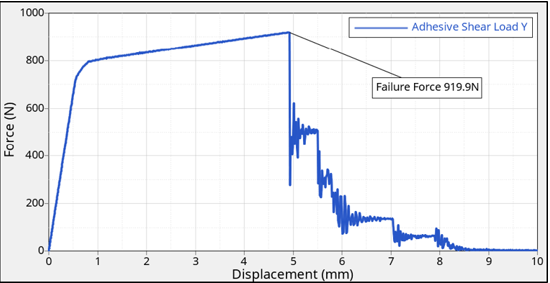 1000
Adhesive Shear Load Y
800
Failure Force 919.9N
600
Force (N)
400
200
0
0 1 2 3 4 5 6 7 8 9 10
Displacement (mm)